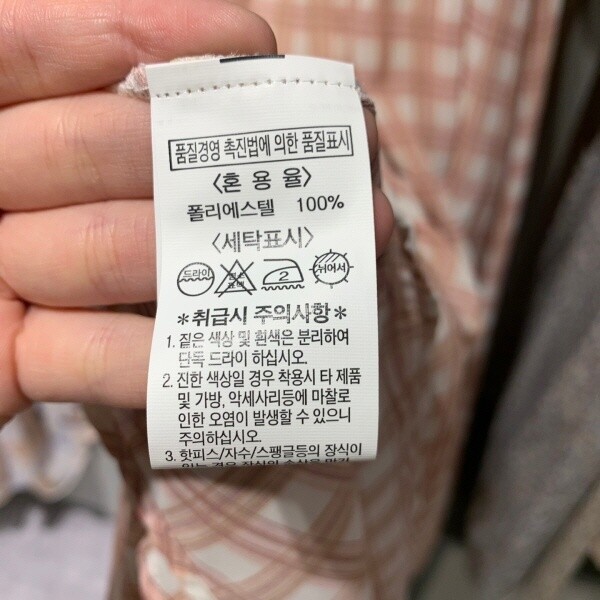 품질경영 촉진법에 의한 품질표시
〈혼 용 율〉
폴리에스텔 100%
〈세탁표시〉
드라이 2 뉘어서
*취급시 주의사항*
1. 짙은 색상 및 흰색은 분리하여
단독 드라이 하십시오.
2. 진한 색상일 경우 착용시 타 제품
및 가방, 악세사리등에 마찰로
인한 오염이 발생할 수 있으니
주의하십시오.
3. 핫피스/자수/스팽글등의 장식이